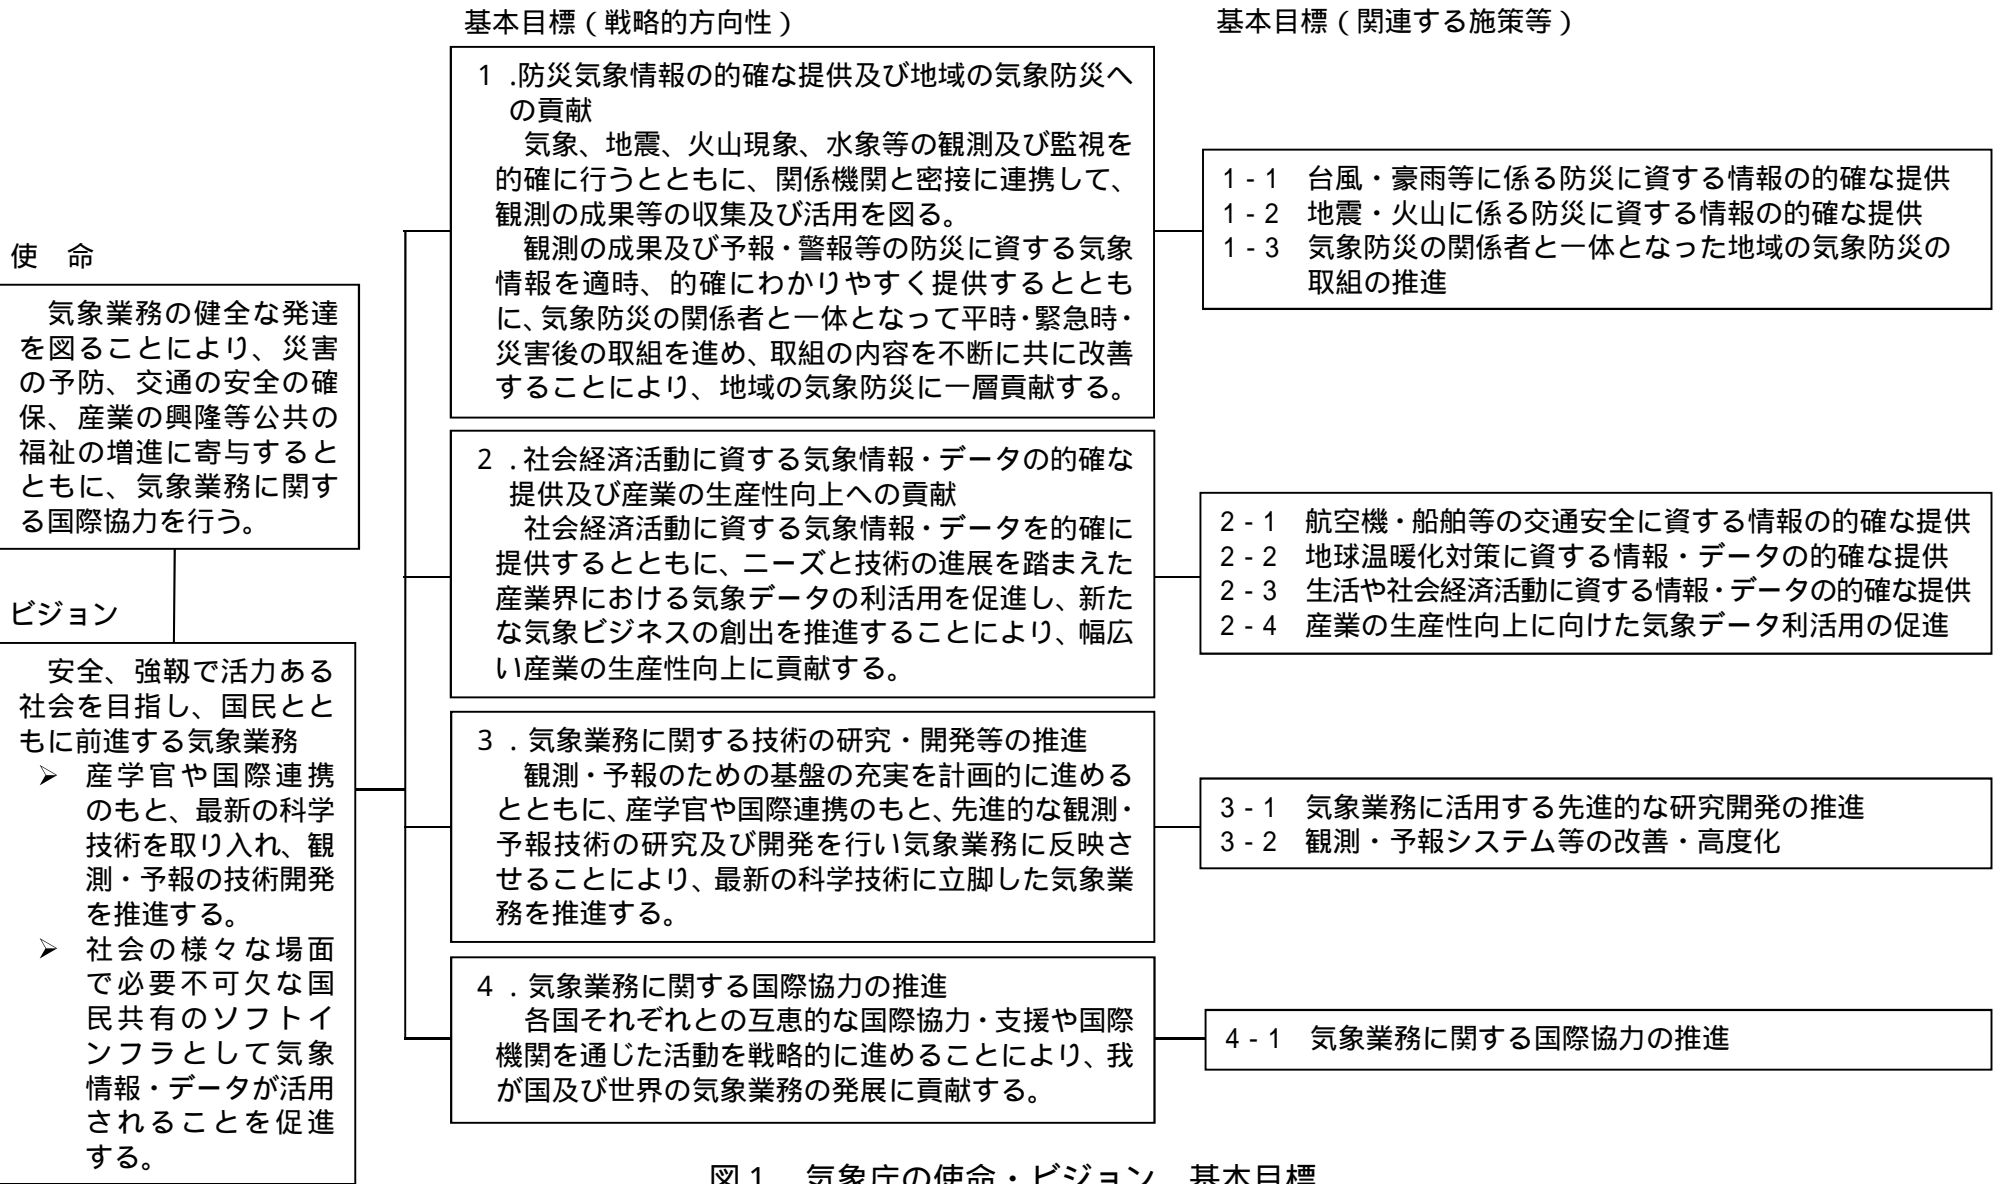 使　命
気象業務の健全な発達
を図ることにより、災害
の予防、交通の安全の確
保、産業の興隆等公共の
福祉の増進に寄与すると
ともに、気象業務に関す
る国際協力を行う。
ビジョン
安全、強靱で活力ある
社会を目指し、国民とと
もに前進する気象業務
➢ 産学官や国際連携
のもと、最新の科学
技術を取り入れ、観
測・予報の技術開発
を推進する。
➢ 社会の様々な場面
で必要不可欠な国
民共有のソフトイ
ンフラとして気象
情報・データが活用
されることを促進
する。
基本目標(戦略的方向性)
1 .防災気象情報の的確な提供及び地域の気象防災へ
の貢献
気象、地震、火山現象、水象等の観測及び監視を
的確に行うとともに、関係機関と密接に連携して、
観測の成果等の収集及び活用を図る。
観測の成果及び予報・警報等の防災に資する気象
情報を適時、的確にわかりやすく提供するととも
に、気象防災の関係者と一体となって平時・緊急時・
災害後の取組を進め、取組の内容を不断に共に改善
することにより、地域の気象防災に一層貢献する。
2 .社会経済活動に資する気象情報・データの的確な
提供及び産業の生産性向上への貢献
社会経済活動に資する気象情報・データを的確に
提供するとともに、ニーズと技術の進展を踏まえた
産業界における気象データの利活用を促進し、新た
な気象ビジネスの創出を推進することにより、幅広
い産業の生産性向上に貢献する。
3 . 気象業務に関する技術の研究・開発等の推進
観測・予報のための基盤の充実を計画的に進める
とともに、産学官や国際連携のもと、先進的な観測・
予報技術の研究及び開発を行い気象業務に反映さ
せることにより、最新の科学技術に立脚した気象業
務を推進する。
4 . 気象業務に関する国際協力の推進
各国それぞれとの互恵的な国際協力・支援や国際
機関を通じた活動を戦略的に進めることにより、我
が国及び世界の気象業務の発展に貢献する。
基本目標(関連する施策等)
1 - 1　台風・豪雨等に係る防災に資する情報の的確な提供
1 - 2　地震・火山に係る防災に資する情報の的確な提供
1 - 3　気象防災の関係者と一体となった地域の気象防災の
取組の推進
2 - 1　航空機・船舶等の交通安全に資する情報の的確な提供
2 - 2　地球温暖化対策に資する情報・データの的確な提供
2 - 3　生活や社会経済活動に資する情報・データの的確な提供
2 - 4　産業の生産性向上に向けた気象データ利活用の促進
3 - 1　気象業務に活用する先進的な研究開発の推進
3 - 2　観測・予報システム等の改善・高度化
4 - 1　気象業務に関する国際協力の推進
図１　気象庁の使命・ビジョン　基本目標